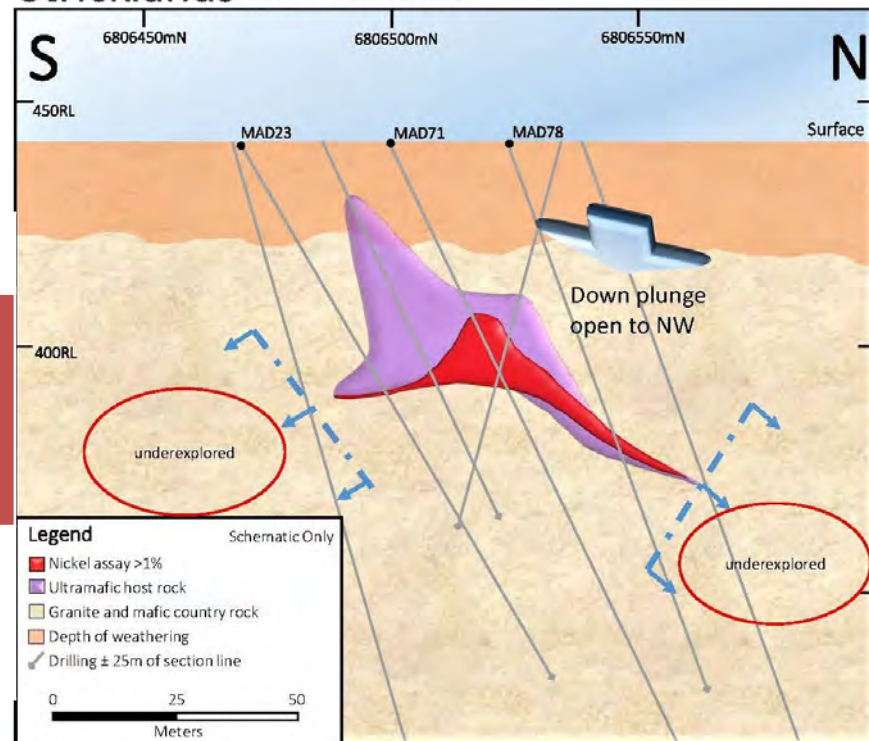 6806450mN 6806500mN 6806550mN
S N
450RL
MAD23 MAD71 MAD78 Surface
Down plunge
open to NW
400RL
underexplored
underexplored
Legend Schematic Only
Nickel assay >1%
Ultramafic host rock
Granite and mafic country rock
Depth of weathering
Drilling ± 25m of section line
0 25 50
Meters